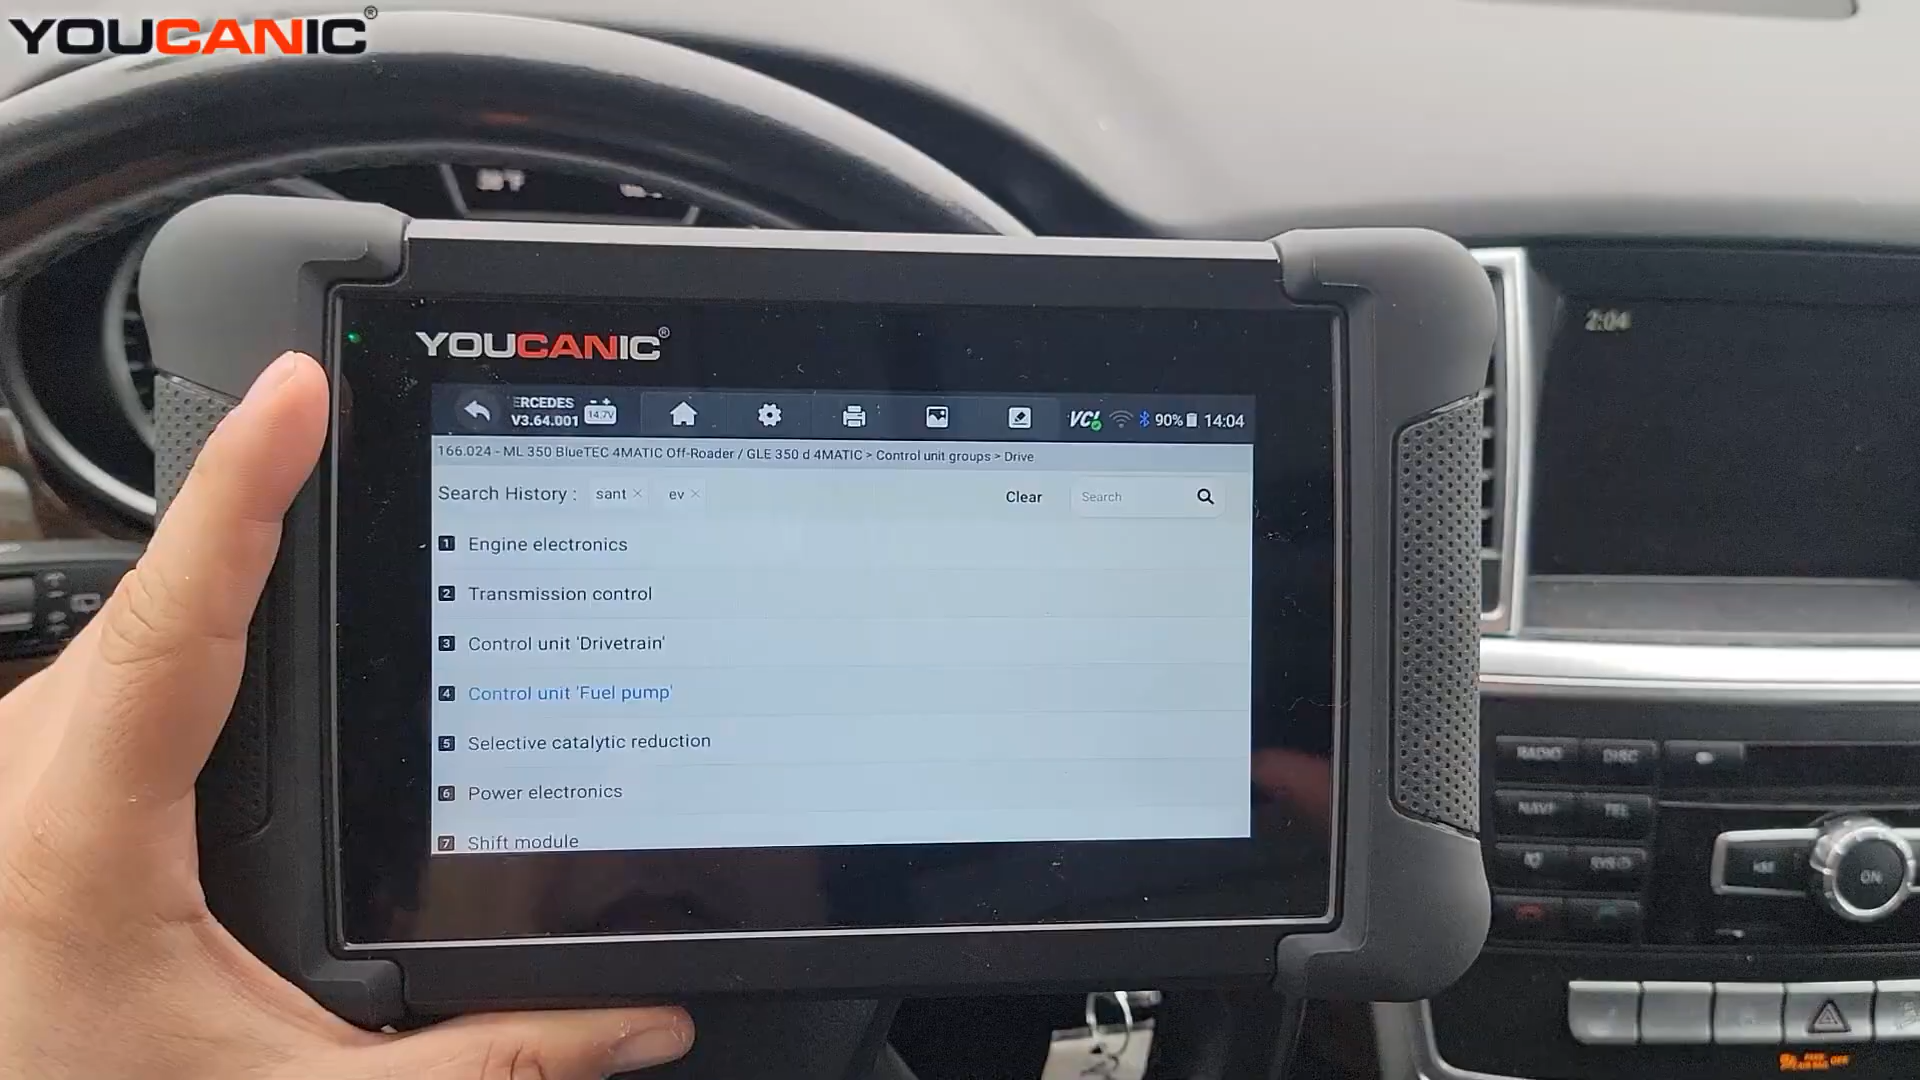 YOUCANIC®
YOUCANIC®
ERCEDES
V3.64.001
14.7V
VCI
90%
14:04
166.024 - ML 350 BlueTEC 4MATIC Off-Roader / GLE 350 d 4MATIC > Control unit groups > Drive
Search History :
sant ×
ev ×
Clear
Search
1 Engine electronics
2 Transmission control
3 Control unit 'Drivetrain'
4 Control unit 'Fuel pump'
5 Selective catalytic reduction
6 Power electronics
7 Shift module
2:04
RADIO
DISC
NAVI
TEL
SYS
ON
OFF